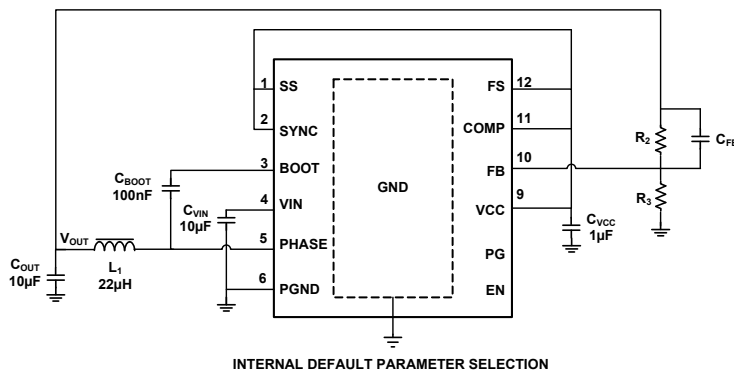 1 SS
2 SYNC
3 BOOT
4 VIN
5 PHASE
6 PGND
GND
FS 12
COMP 11
FB 10
VCC 9
PG
EN
CBOOT
100nF
CVIN
10µF
VOUT
COUT
10µF
L1
22µH
R2
R3
CVCC
1µF
INTERNAL DEFAULT PARAMETER SELECTION